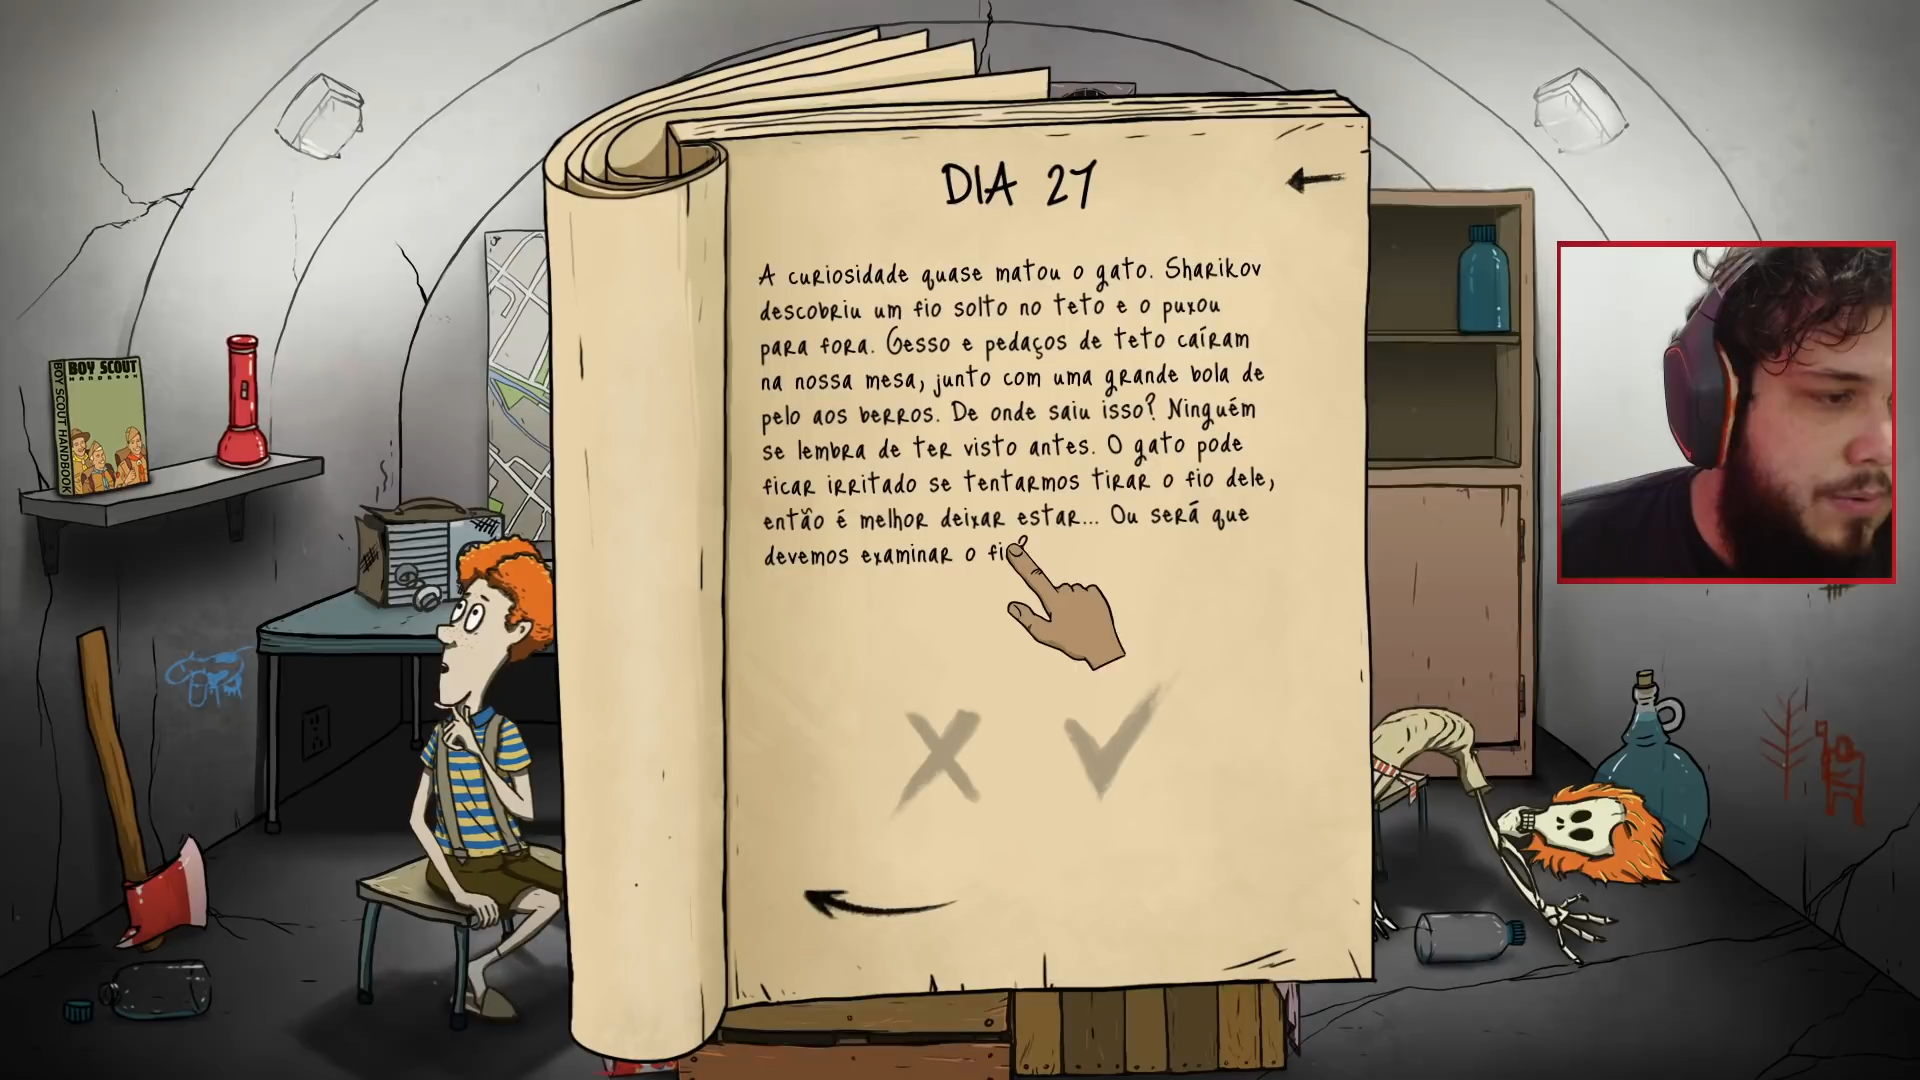 DIA 27
A curiosidade quase matou o gato. Sharikov
descobriu um fio solto no teto e o puxou
para fora. Gesso e pedaços de teto caíram
na nossa mesa, junto com uma grande bola de
pelo aos berros. De onde saiu isso? Ninguém
se lembra de ter visto antes. O gato pode
ficar irritado se tentarmos tirar o fio dele,
então é melhor deixar estar... Ou será que
devemos examinar o fio?
BOY SCOUT
HANDBOOK
BOY SCOUT HANDBOOK